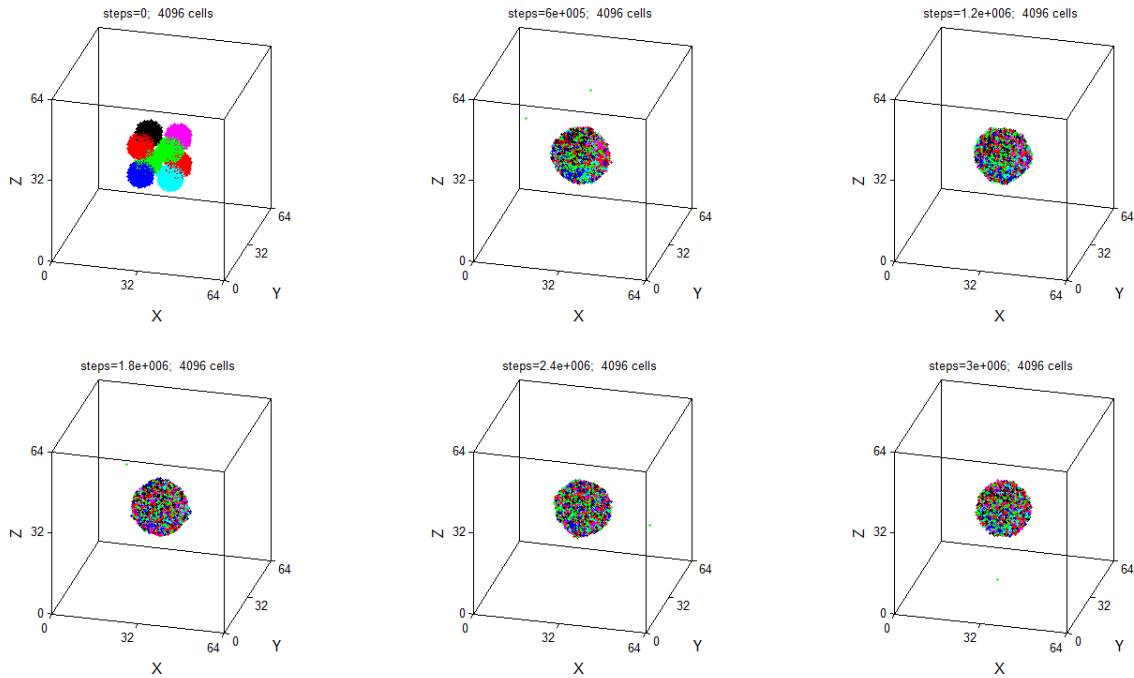 steps=0;  4096 cells
steps=6e+005;  4096 cells
steps=1.2e+006;  4096 cells
64
64
64
Z
Z
Z
32
32
32
64
64
64
32
32
32
0
0
0
0
0
0
32
32
32
64
0
64
0
64
0
Y
Y
Y
X
X
X
steps=1.8e+006;  4096 cells
steps=2.4e+006;  4096 cells
steps=3e+006;  4096 cells
64
64
64
Z
Z
Z
32
32
32
64
64
64
32
32
32
0
0
0
0
0
0
32
32
32
64
0
64
0
64
0
Y
Y
Y
X
X
X